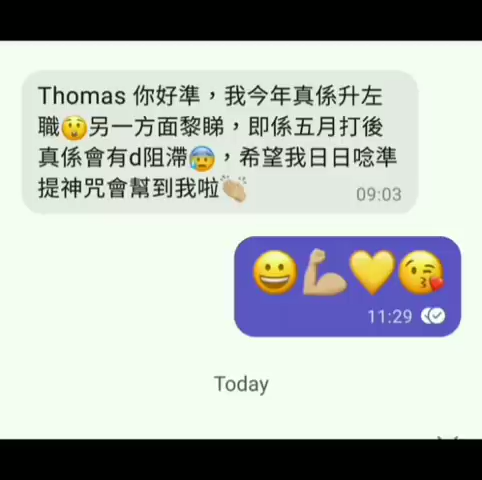 Thomas 你好準，我今年真係升左
職😲另一方面黎睇，即係五月打後
真係會有d阻滯😰，希望我日日唸準
提神咒會幫到我啦👏🏼
09:03
😀💪🏼💛😘
11:29
Today